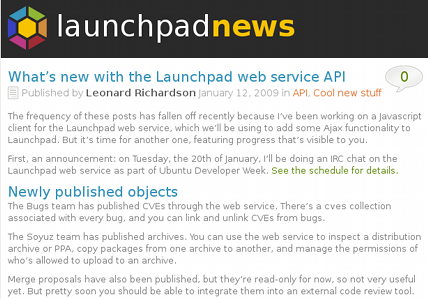 launchpadnews
What's new with the Launchpad web service API
0
Published by Leonard Richardson January 12, 2009 in API, Cool new stuff
The frequency of these posts has fallen off recently because I've been working on a Javascript
client for the Launchpad web service, which we'll be using to add some Ajax functionality to
Launchpad. But it's time for another one, featuring progress that's visible to you.
First, an announcement: on Tuesday, the 20th of January, I'll be doing an IRC chat on the
Launchpad web service as part of Ubuntu Developer Week. See the schedule for details.
Newly published objects
The Bugs team has published CVEs through the web service. There's a cves collection
associated with every bug, and you can link and unlink CVEs from bugs.
The Soyuz team has published archives. You can use the web service to inspect a distribution
archive or PPA, copy packages from one archive to another, and manage the permissions of
who's allowed to upload to an archive.
Merge proposals have also been published, but they're read-only for now, so not very useful
yet. But pretty soon you should be able to integrate them into an external code review tool.